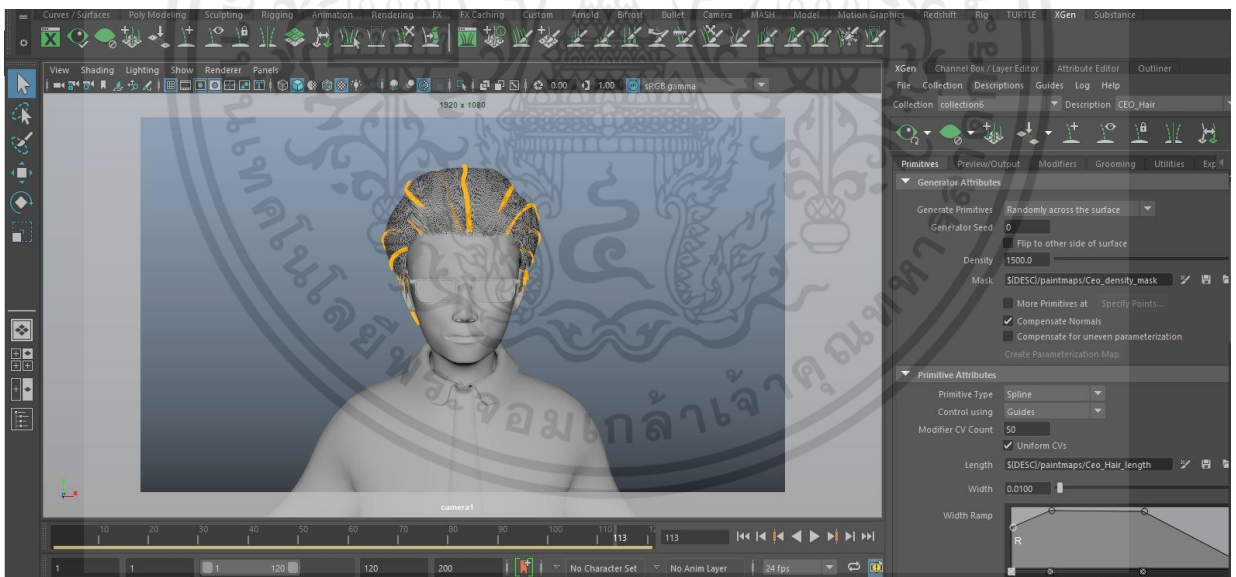 Curves / Surfaces Poly Modeling Sculpting Rigging Animation Rendering FX FX Caching Custom Arnold Bifrost Bullet Camera MASH Model Motion Graphics Redshift Rig TURTLE XGen Substance
View Shading Lighting Show Renderer Panels
0.00 1.00 sRGB gamma
1920 x 1080
camera1
XGen Channel Box / Layer Editor Attribute Editor Outliner
File Collection Descriptions Guides Log Help
Collection collection6 Description CEO_Hair
Primitives Preview/Output Modifiers Grooming Utilities Exp
Generator Attributes
Generate Primitives Randomly across the surface
Generator Seed 0
Flip to other side of surface
Density 1500.0
Mask ${DESC}/paintmaps/Ceo_density_mask
More Primitives at Specify Points...
Compensate Normals
Compensate for uneven parameterization
Create Parameterization Map
Primitive Attributes
Primitive Type Spline
Control using Guides
Modifier CV Count 50
Uniform CVs
Length ${DESC}/paintmaps/Ceo_Hair_length
Width 0.0100
Width Ramp
R
10 20 30 40 50 60 70 80 90 100 110 113 12 113
1 1 1 120 120 200 No Character Set No Anim Layer 24 fps